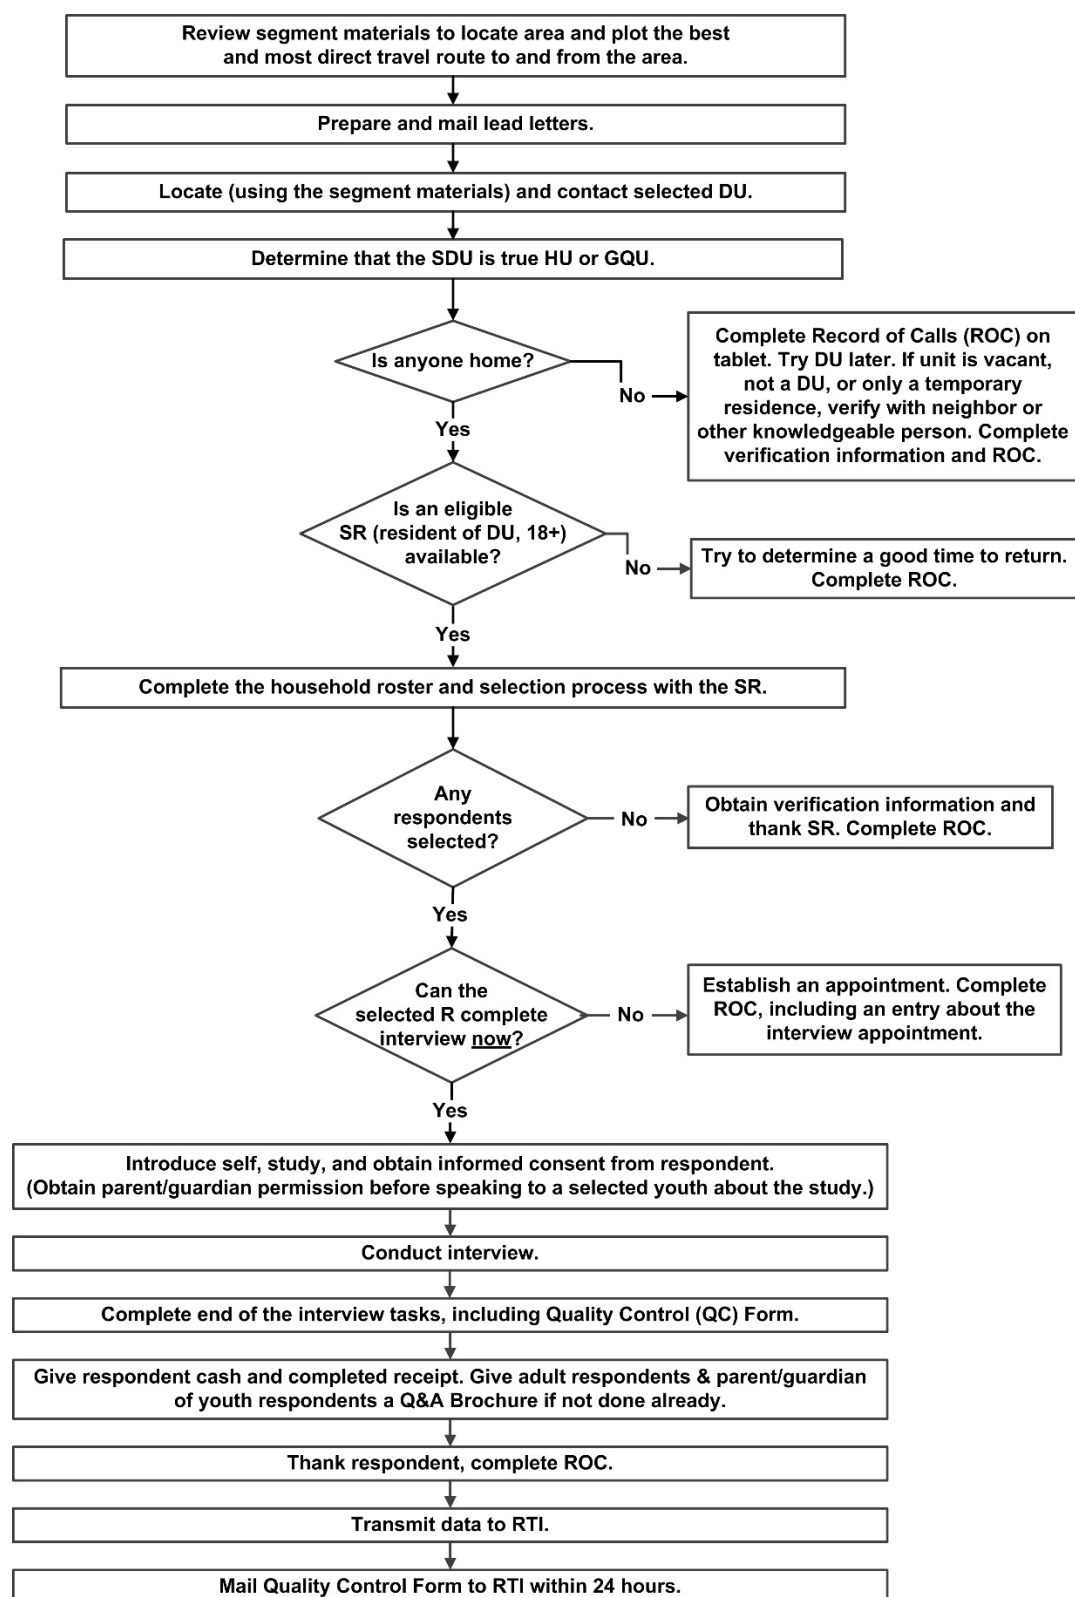 Review segment materials to locate area and plot the best
and most direct travel route to and from the area.
Prepare and mail lead letters.
Locate (using the segment materials) and contact selected DU.
Determine that the SDU is true HU or GQU.
Is anyone home?
No
Complete Record of Calls (ROC) on
tablet. Try DU later. If unit is vacant,
not a DU, or only a temporary
residence, verify with neighbor or
other knowledgeable person. Complete
verification information and ROC.
Yes
Is an eligible
SR (resident of DU, 18+)
available?
No
Try to determine a good time to return.
Complete ROC.
Yes
Complete the household roster and selection process with the SR.
Any
respondents
selected?
No
Obtain verification information and
thank SR. Complete ROC.
Yes
Can the
selected R complete
interview now?
No
Establish an appointment. Complete
ROC, including an entry about the
interview appointment.
Yes
Introduce self, study, and obtain informed consent from respondent.
(Obtain parent/guardian permission before speaking to a selected youth about the study.)
Conduct interview.
Complete end of the interview tasks, including Quality Control (QC) Form.
Give respondent cash and completed receipt. Give adult respondents & parent/guardian
of youth respondents a Q&A Brochure if not done already.
Thank respondent, complete ROC.
Transmit data to RTI.
Mail Quality Control Form to RTI within 24 hours.